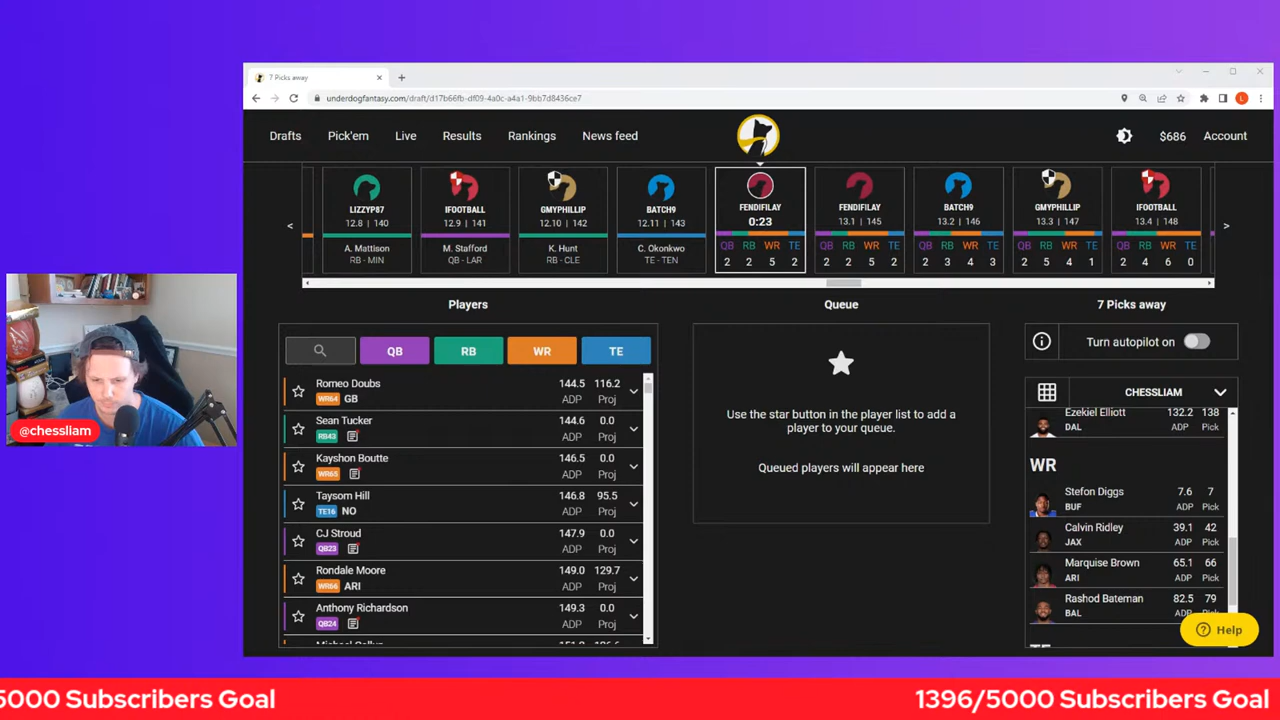 7 Picks away
underdogfantasy.com/draft/d17b66fb-df09-4a0c-a4a1-9bb7d8436ce7
Drafts Pick'em Live Results Rankings News feed $686 Account
LIZZYP87 IFOOTBALL GMYPHILLIP BATCH9 FENDIFILAY FENDIFILAY BATCH9 GMYPHILLIP IFOOTBALL
12.8 | 140 12.9 | 141 12.10 | 142 12.11 | 143 0:23 13.1 | 145 13.2 | 146 13.3 | 147 13.4 | 148
A. Mattison M. Stafford K. Hunt C. Okonkwo QB RB WR TE QB RB WR TE QB RB WR TE QB RB WR TE QB RB WR TE
RB - MIN QB - LAR RB - CLE TE - TEN 2 2 5 2 2 2 5 2 2 3 4 3 2 5 4 1 2 4 6 0
< >
Players
QB RB WR TE
Romeo Doubs 144.5 116.2
WR64 GB ADP Proj
Sean Tucker 144.6 0.0
RB43 ADP Proj
Kayshon Boutte 146.5 0.0
WR65 ADP Proj
Taysom Hill 146.8 95.5
TE16 NO ADP Proj
CJ Stroud 147.9 0.0
QB23 ADP Proj
Rondale Moore 149.0 129.7
WR66 ARI ADP Proj
Anthony Richardson 149.3 0.0
QB24 ADP Proj
Queue
Use the star button in the player list to add a
player to your queue.
Queued players will appear here
7 Picks away
Turn autopilot on
CHESSLIAM
Ezekiel Elliott 132.2 138
DAL ADP Pick
WR
Stefon Diggs 7.6 7
BUF ADP Pick
Calvin Ridley 39.1 42
JAX ADP Pick
Marquise Brown 65.1 66
ARI ADP Pick
Rashod Bateman 82.5 79
BAL ADP
Help
@chessliam
5000 Subscribers Goal 1396/5000 Subscribers Goal